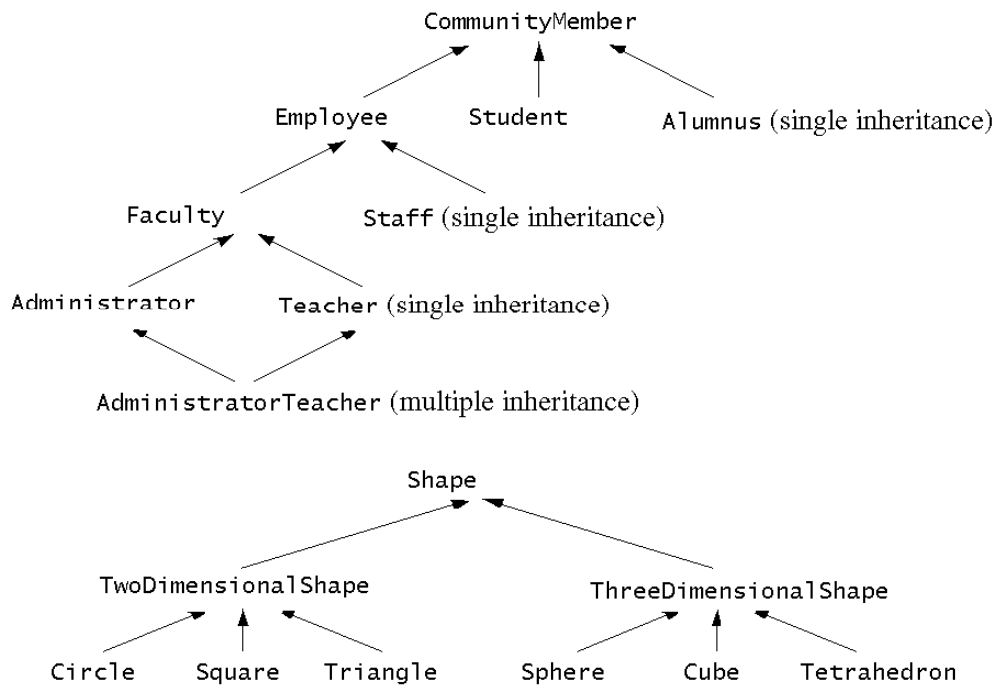 CommunityMember
Employee Student Alumnus (single inheritance)
Faculty Staff (single inheritance)
Administrator Teacher (single inheritance)
AdministratorTeacher (multiple inheritance)
Shape
TwoDimensionalShape ThreeDimensionalShape
Circle Square Triangle Sphere Cube Tetrahedron